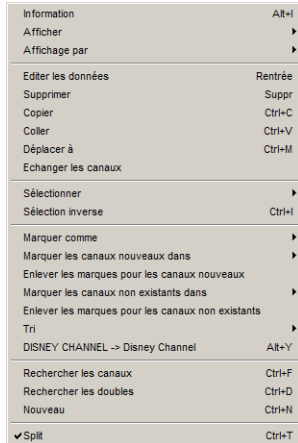 Information Alt+I
Afficher
Affichage par
Editer les données Rentrée
Supprimer Suppr
Copier Ctrl+C
Coller Ctrl+V
Déplacer à Ctrl+M
Echanger les canaux
Sélectionner
Sélection inverse Ctrl+I
Marquer comme
Marquer les canaux nouveaux dans
Enlever les marques pour les canaux nouveaux
Marquer les canaux non existants dans
Enlever les marques pour les canaux non existants
Tri
DISNEY CHANNEL -> Disney Channel Alt+Y
Rechercher les canaux Ctrl+F
Rechercher les doubles Ctrl+D
Nouveau Ctrl+N
Split Ctrl+T